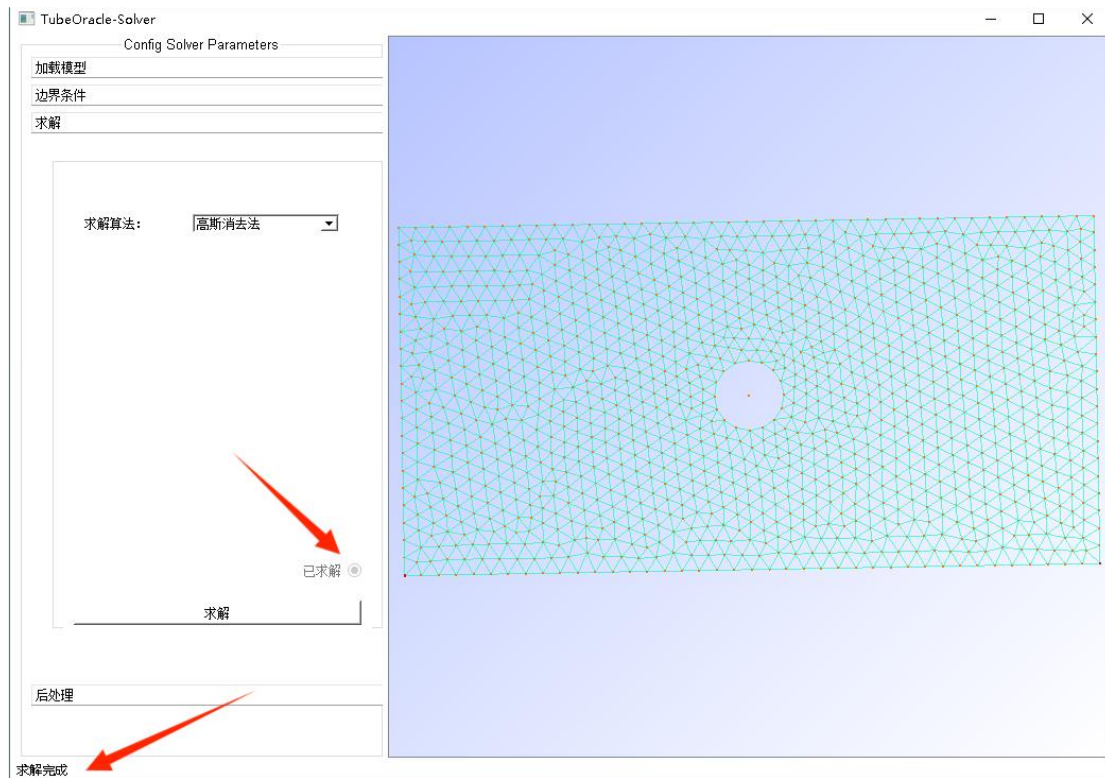 TubeOracle-Solver
Config Solver Parameters
加载模型
边界条件
求解
求解算法：
高斯消去法
已求解
求解
后处理
求解完成